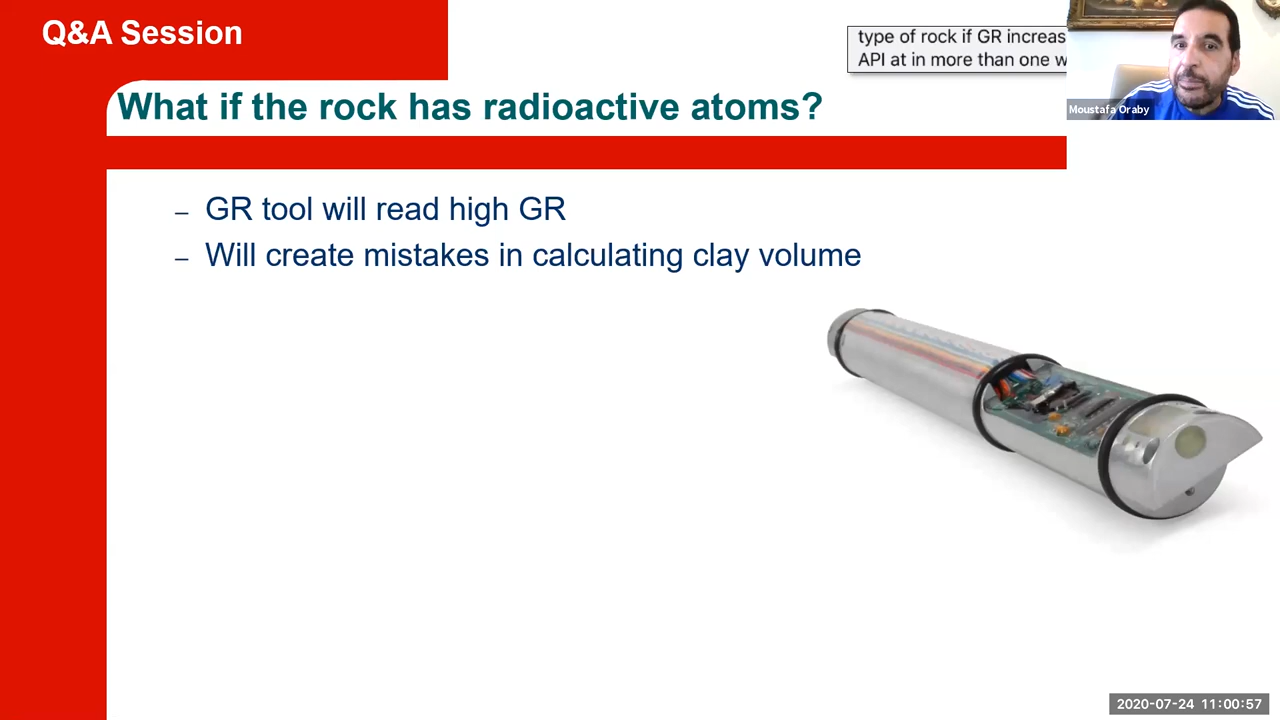 Q&A Session
type of rock if GR increas
API at in more than one w
Moustafa Oraby
What if the rock has radioactive atoms?
– GR tool will read high GR
– Will create mistakes in calculating clay volume
2020-07-24 11:00:57